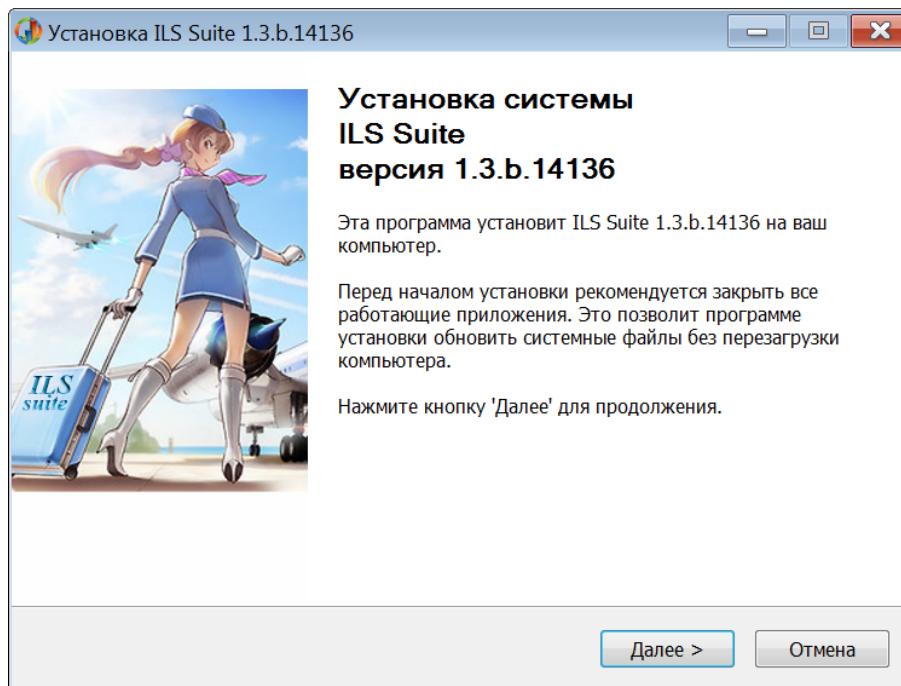 Установка ILS Suite 1.3.b.14136
Установка системы
ILS Suite
версия 1.3.b.14136
Эта программа установит ILS Suite 1.3.b.14136 на ваш
компьютер.
Перед началом установки рекомендуется закрыть все
работающие приложения. Это позволит программе
установки обновить системные файлы без перезагрузки
компьютера.
Нажмите кнопку 'Далее' для продолжения.
ILS
suite
Далее >
Отмена